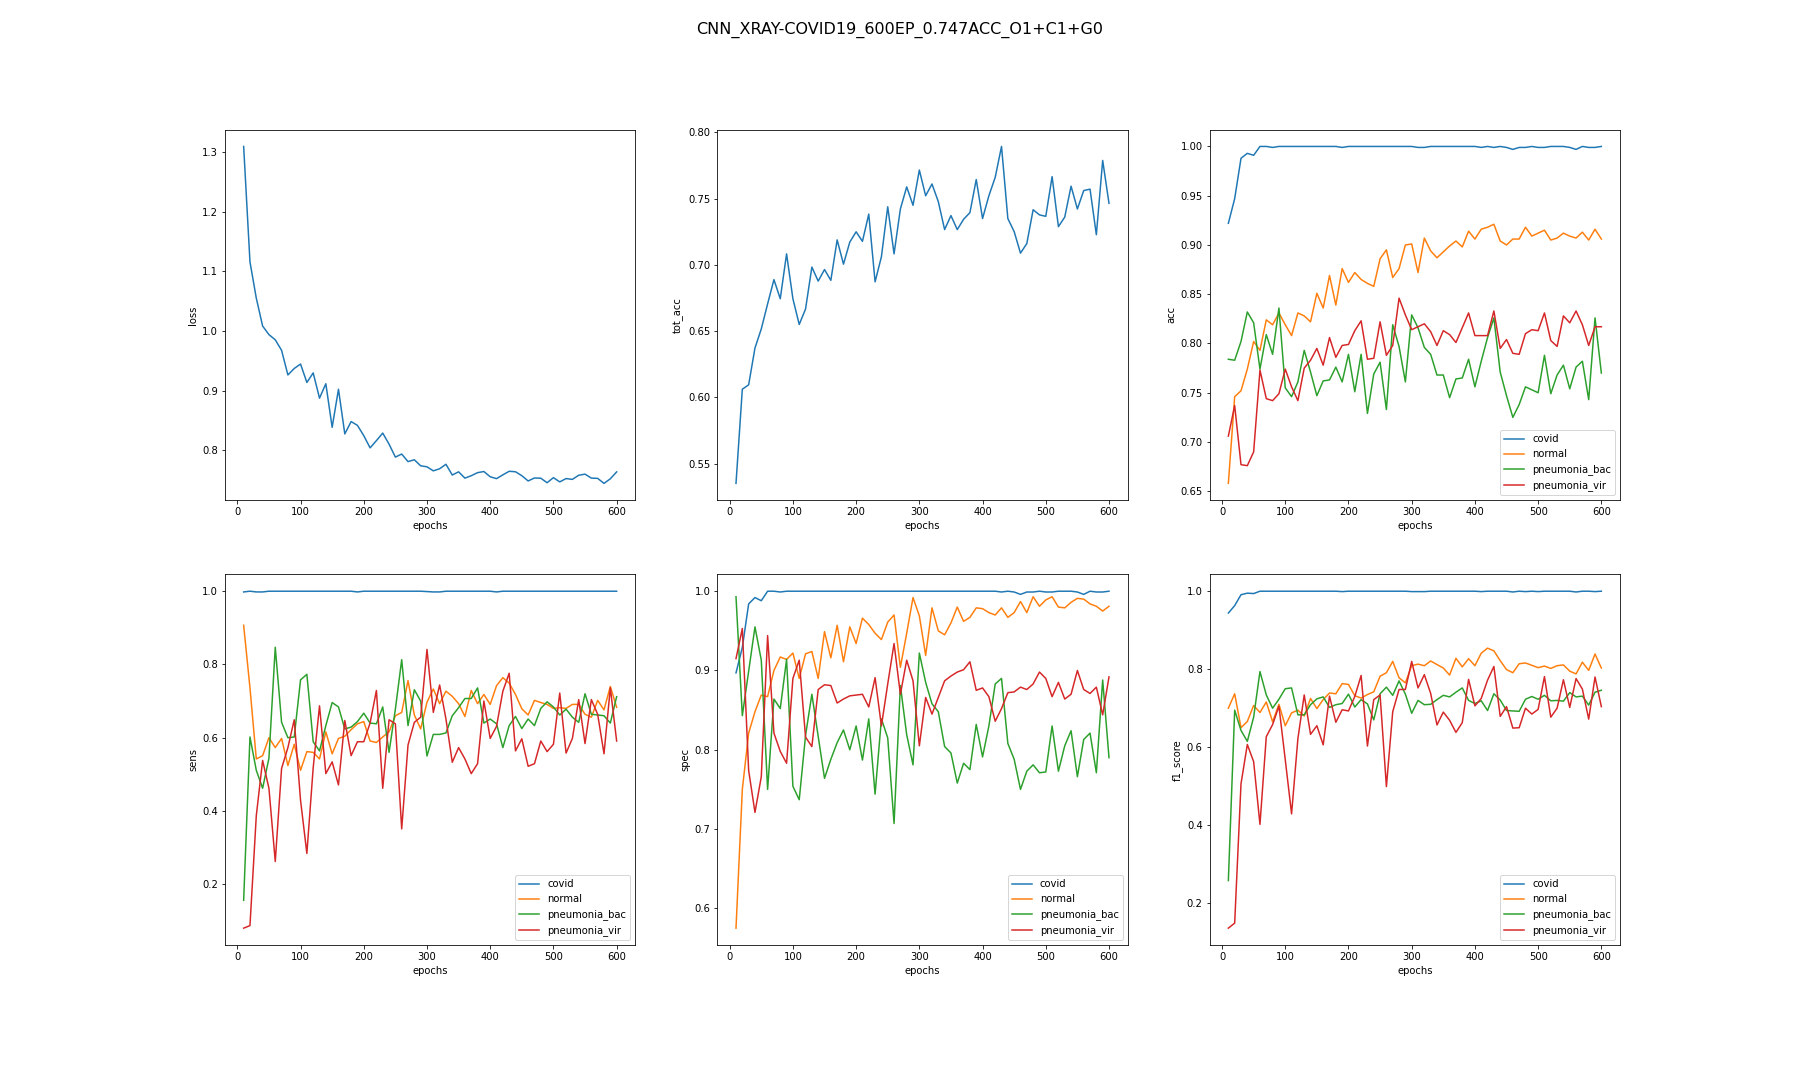 CNN_XRAY-COVID19_600EP_0.747ACC_O1+C1+G0
1.3
1.2
1.1
1.0
0.9
0.8
loss
0 100 200 300 400 500 600
epochs
0.80
0.75
0.70
0.65
0.60
0.55
tot_acc
0 100 200 300 400 500 600
epochs
1.00
0.95
0.90
0.85
0.80
0.75
0.70
0.65
acc
covid
normal
pneumonia_bac
pneumonia_vir
0 100 200 300 400 500 600
epochs
1.0
0.8
0.6
0.4
0.2
sens
covid
normal
pneumonia_bac
pneumonia_vir
0 100 200 300 400 500 600
epochs
1.0
0.9
0.8
0.7
0.6
spec
covid
normal
pneumonia_bac
pneumonia_vir
0 100 200 300 400 500 600
epochs
1.0
0.8
0.6
0.4
0.2
f1_score
covid
normal
pneumonia_bac
pneumonia_vir
0 100 200 300 400 500 600
epochs